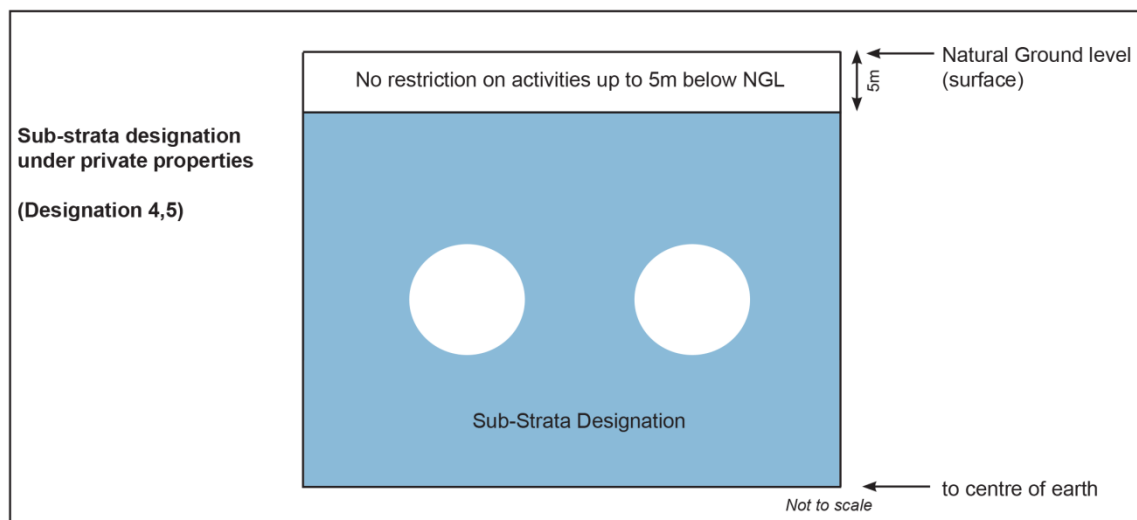 Natural Ground level
(surface)
No restriction on activities up to 5m below NGL
5m
Sub-strata designation
under private properties
(Designation 4,5)
Sub-Strata Designation
to centre of earth
Not to scale